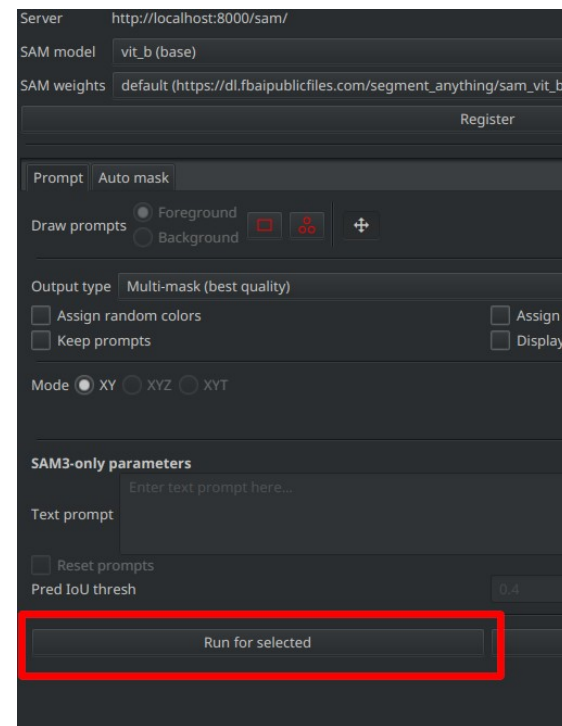 Server http://localhost:8000/sam/
SAM model vit_b (base)
SAM weights default (https://dl.fbaipublicfiles.com/segment_anything/sam_vit_b
Register
Prompt Auto mask
Draw prompts Foreground
Background
Output type Multi-mask (best quality)
Assign random colors Assign
Keep prompts Display
Mode XY XYZ XYT
SAM3-only parameters
Enter text prompt here...
Text prompt
Reset prompts
Pred IoU thresh 0.4
Run for selected